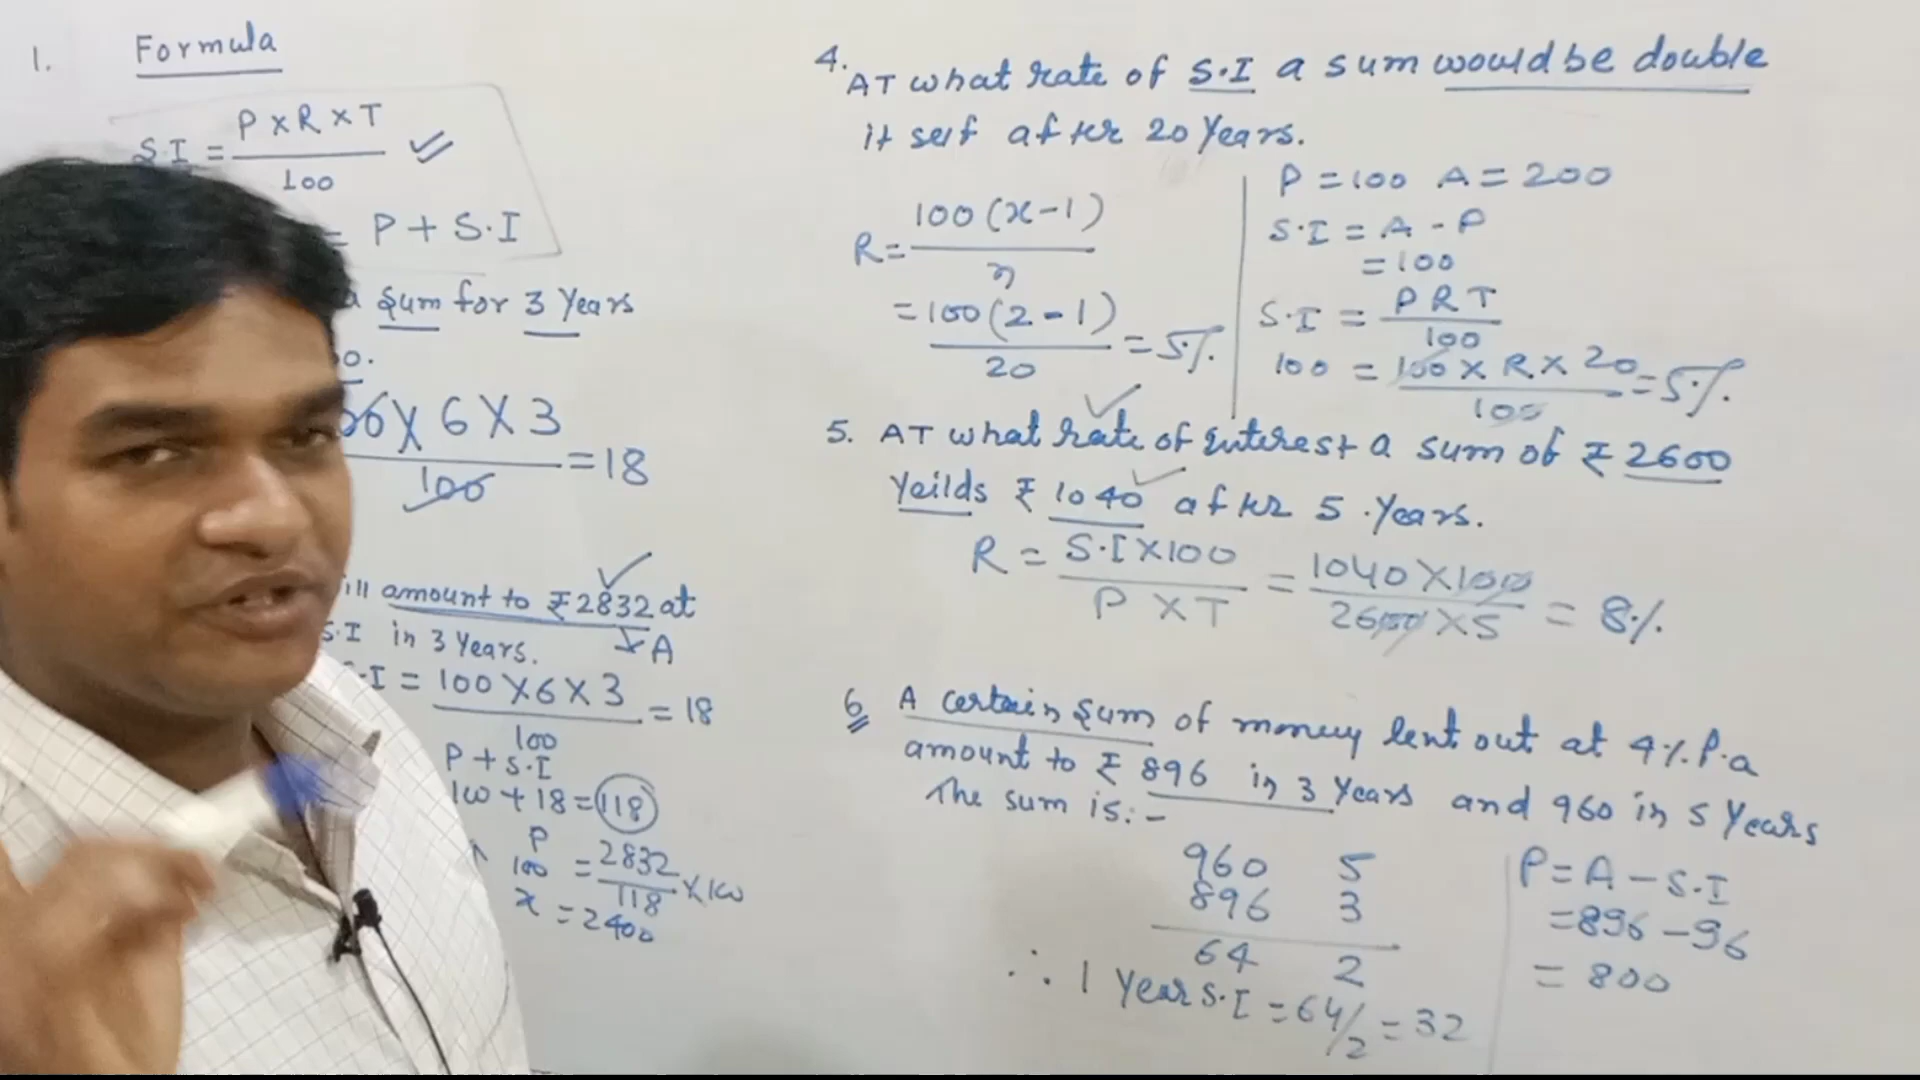 1. Formula
S.I = P x R x T
100
= P + S.I
a sum for 3 Years
0.
X 6 X 3
100
=18
ill amount to ₹2832 at
S.I in 3 Years.
A
I = 100 X 6 X 3 = 18
100
P + S.I
100 + 18 = 118
P
100 = 2832 X 100
118
x = 2400
4. AT what rate of S.I a sum would be double
it self after 20 Years.
R = 100 (x - 1)
n
= 100 (2 - 1) = 5%
20
P = 100 A = 200
S.I = A - P
= 100
S.I = P R T
100
100 = 100 X R X 20 = 5%.
100
5. AT what rate of interest a sum of ₹ 2600
Yeilds ₹ 1040 after 5 .Years.
R = S.I X 100 = 1040 X 100 = 8%
P X T 2600 X 5
6 A certain sum of money lent out at 4% P.a
amount to ₹ 896 in 3 Years and 960 in 5 Years
The sum is: -
960 5
896 3
64 2
∴ 1 Year S.I = 64/2 = 32
P = A - S.I
= 896 - 96
= 800